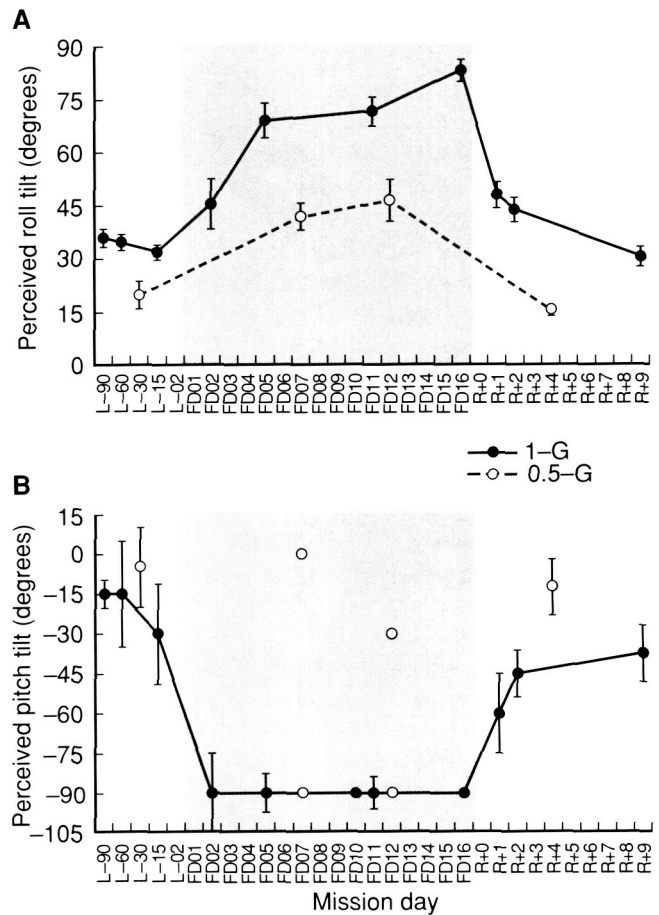 A
Perceived roll tilt (degrees)
90
75
60
45
30
15
0
L–90
L–60
L–30
L–15
L–02
FD01
FD02
FD03
FD04
FD05
FD06
FD07
FD08
FD09
FD10
FD11
FD12
FD13
FD14
FD15
FD16
R+0
R+1
R+2
R+3
R+4
R+5
R+6
R+7
R+8
R+9
1–G
0.5–G
B
Perceived pitch tilt (degrees)
15
0
–15
–30
–45
–60
–75
–90
–105
L–90
L–60
L–30
L–15
L–02
FD01
FD02
FD03
FD04
FD05
FD06
FD07
FD08
FD09
FD10
FD11
FD12
FD13
FD14
FD15
FD16
R+0
R+1
R+2
R+3
R+4
R+5
R+6
R+7
R+8
R+9
Mission day